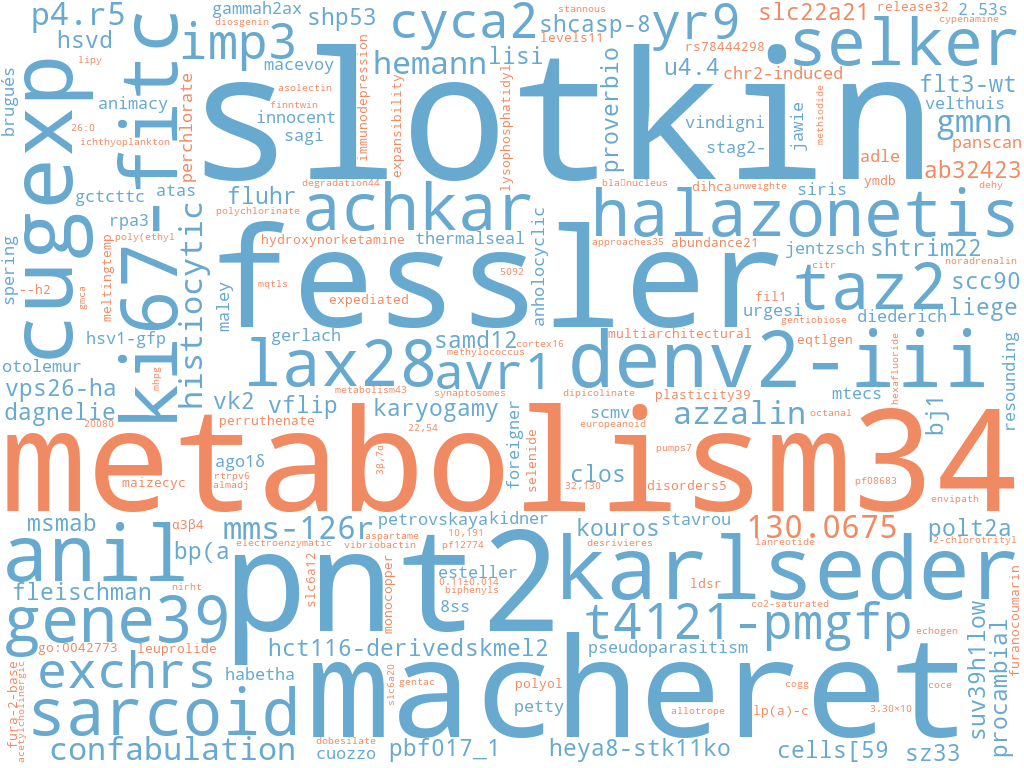 p4.r5
gammah2ax
diosgenin
shp53
cyca2
stannous
shcasp-8
levels11
yr9
slc22a21
release32
2.53s
cypenamine
hsvd
lipy
imp3
macevoy
hemann
lisi
rs78444298
selker
u4.4
chr2-induced
flt3-wt
velthuis
brugués
animacy
26:0
ichthyoplankton
cugexp
ki67-fitc
perchlorate
asolectin
finntwin
innocent
sagi
immunodepression
expansibility
slotkin
lysophosphatidyl
proverbio
vindigni
stag2-
jawie
methiodide
gmnn
panscan
adle
ymdb
ab32423
gctcttc
atas
rpa3
poly(ethyl
meltingtemp
fluhr
polychlorinate
degradation44
achkar
bla􏰀nucleus
dihca
unweighte
siris
dehy
halazonetis
spering
--h2
gmca
histiocytic
hydroxynorketamine
thermalseal
anholocyclic
approaches35
abundance21
jentzsch
shtrim22
noradrenalin
mqtls
maley
fessler
5092
expediated
citr
fil1
urgesi
gentiobiose
taz2
diederich
scc90
liege
hsv1-gfp
gerlach
samd12
cortex16
methylococcus
multiarchitectural
eqtlgen
otolemur
vps26-ha
mhpg
lax28
avr1
denv2-iii
hexafluoride
resounding
dagnelie
20080
vk2
vflip
metabolism43
synaptosomes
dipicolinate
plasticity39
mtecs
perruthenate
karyogamy
22,54
scmv
europeanoid
azzalin
octanal
bj1
metabolism34
ago1δ
rtrpv6
almadj
maizecyc
3β,7α
foreigner
selenide
clos
32,130
pumps7
disorders5
pf08683
envipath
msmab
α3β4
mms-126r
petrovskaya
kidner
kouros
stavrou
130.0675
polt2a
2-chlorotrityl
anil
bp(a
electroenzymatic
aspartame
vibriobactin
10,191
pf12774
desrivieres
lanreotide
nirht
fleischman
slc6a12
pnt2
monocopper
esteller
0.11±0.014
biphenyls
karlseder
ldsr
co2-saturated
furanocoumarin
gene39
8ss
t4121-pmgfp
echogen
suv39h1low
go:0042773
leuprolide
hct116-derived
skmel2
pseudoparasitism
procambial
fura-2-base
acetylcholinergic
exchrs
habetha
slc6a20
gentac
macheret
polyol
petty
cogg
coce
allotrope
lp(a)-c
3.30×10
sarcoid
confabulation
dobesilate
cuozzo
pbf017_1
heya8-stk11ko
cells[59
sz33